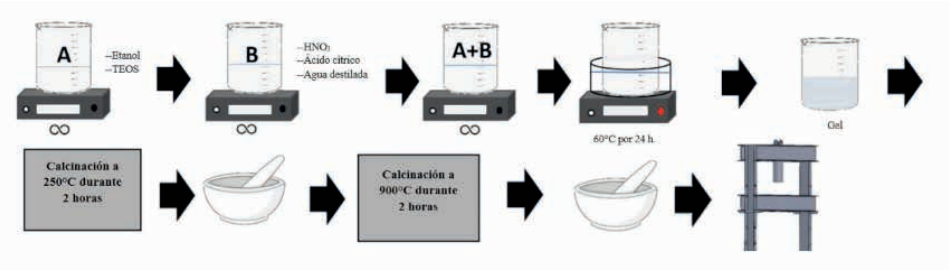 A
--Etanol
--TEOS
B
--HNO3
--Ácido cítrico
--Agua destilada
A+B
∞
∞
∞
60°C por 24 h.
Gel
Calcinación a
250°C durante
2 horas
Calcinación a
900°C durante
2 horas